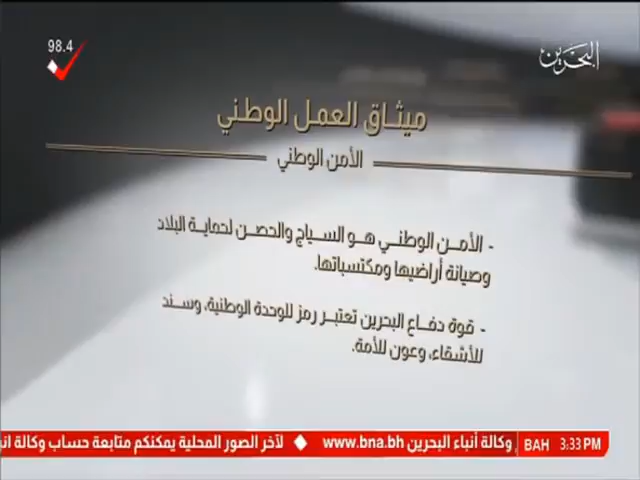 98.4
البحرين
ميثاق العمل الوطني
الأمن الوطني
- الأمن الوطني هو السياج والحصن لحماية البلاد
وصيانة أراضيها ومكتسباتها.
- قوة دفاع البحرين تعتبر رمز للوحدة الوطنية، وسند
للأشقاء، وعون للأمة.
BAH 3:33 PM
وكالة أنباء البحرين www.bna.bh ◆ لآخر الصور المحلية يمكنكم متابعة حساب وكالة